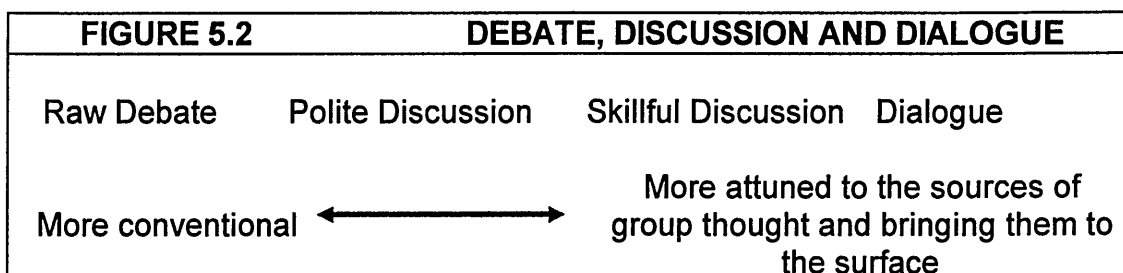 FIGURE 5.2 DEBATE, DISCUSSION AND DIALOGUE
Raw Debate Polite Discussion Skillful Discussion Dialogue
More conventional
More attuned to the sources of
group thought and bringing them to
the surface